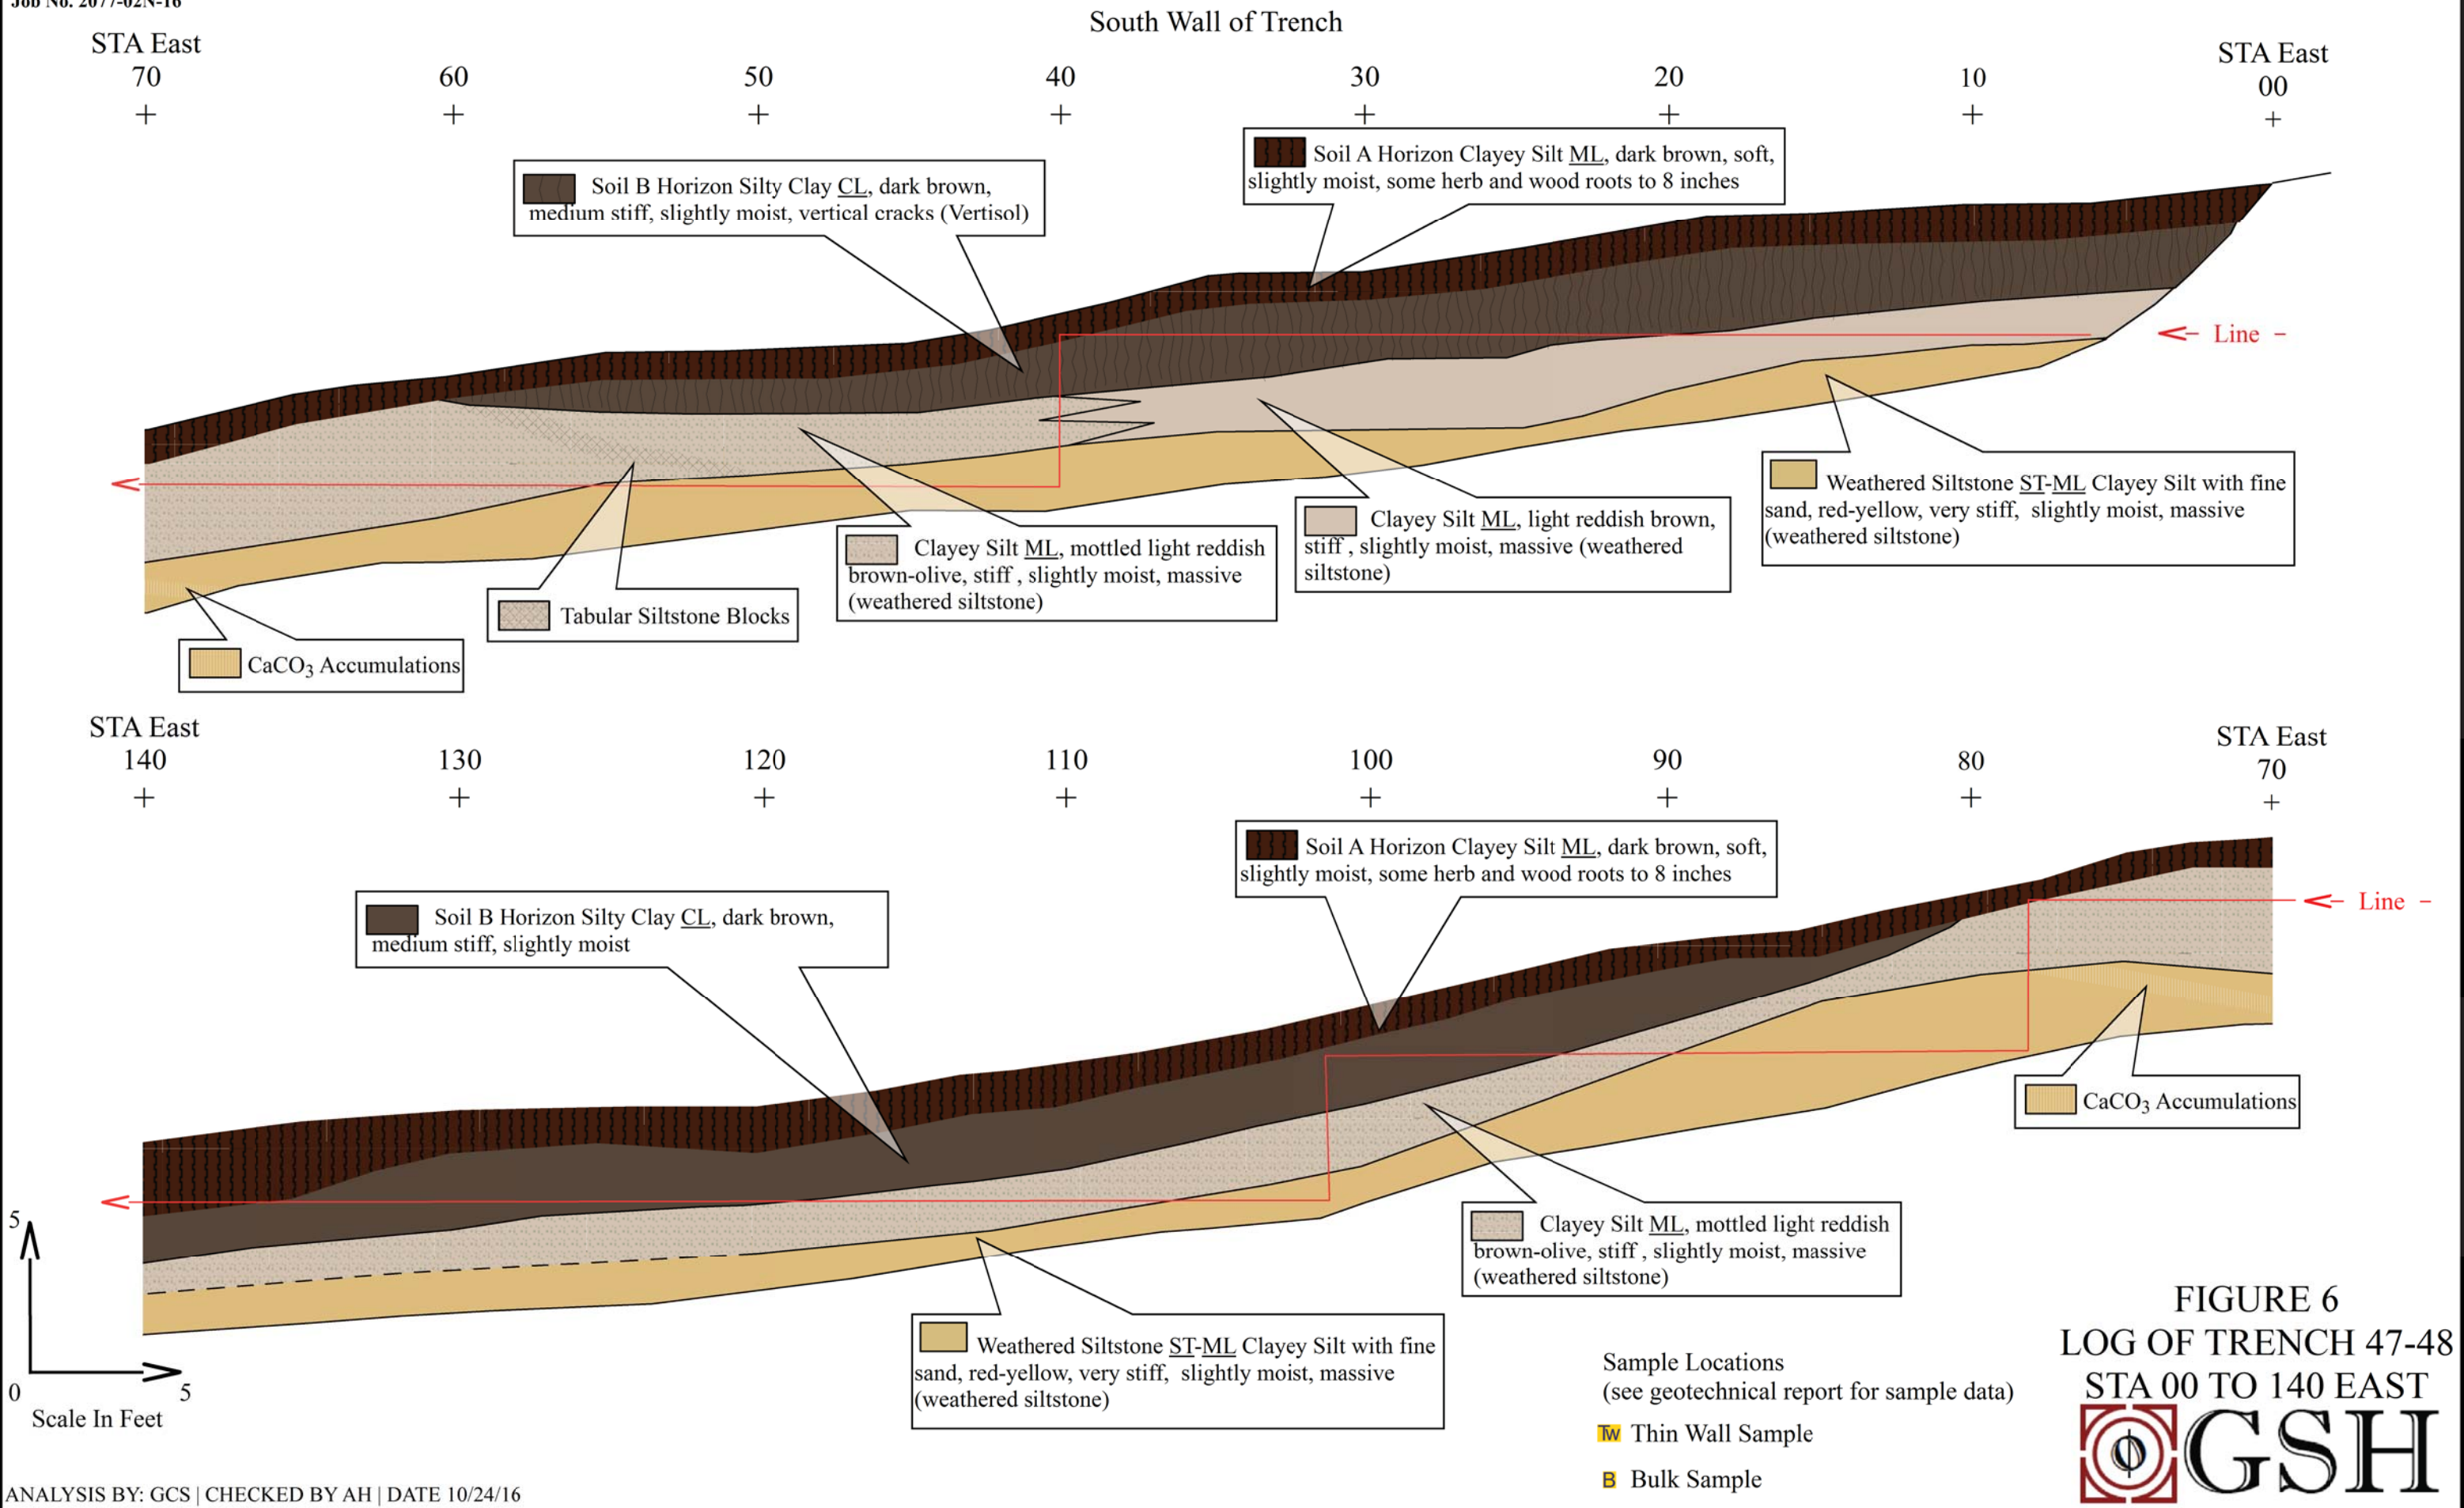 Job No. 2077-02N-16
South Wall of Trench
STA East
STA East
70
60
50
40
30
20
10
00
Soil A Horizon Clayey Silt ML, dark brown, soft,
slightly moist, some herb and wood roots to 8 inches
Soil B Horizon Silty Clay CL, dark brown,
medium stiff, slightly moist, vertical cracks (Vertisol)
Line
Weathered Siltstone ST-ML Clayey Silt with fine
sand, red-yellow, very stiff, slightly moist, massive
(weathered siltstone)
Clayey Silt ML, light reddish brown,
stiff , slightly moist, massive (weathered
siltstone)
Clayey Silt ML, mottled light reddish
brown-olive, stiff , slightly moist, massive
(weathered siltstone)
Tabular Siltstone Blocks
CaCO3 Accumulations
STA East
STA East
140
130
120
110
100
90
80
70
Soil A Horizon Clayey Silt ML, dark brown, soft,
slightly moist, some herb and wood roots to 8 inches
Soil B Horizon Silty Clay CL, dark brown,
medium stiff, slightly moist
Line
CaCO3 Accumulations
Clayey Silt ML, mottled light reddish
brown-olive, stiff , slightly moist, massive
(weathered siltstone)
Weathered Siltstone ST-ML Clayey Silt with fine
sand, red-yellow, very stiff, slightly moist, massive
(weathered siltstone)
5
0
5
Scale In Feet
Sample Locations
(see geotechnical report for sample data)
Tw Thin Wall Sample
B Bulk Sample
FIGURE 6
LOG OF TRENCH 47-48
STA 00 TO 140 EAST
GSH
ANALYSIS BY: GCS | CHECKED BY AH | DATE 10/24/16